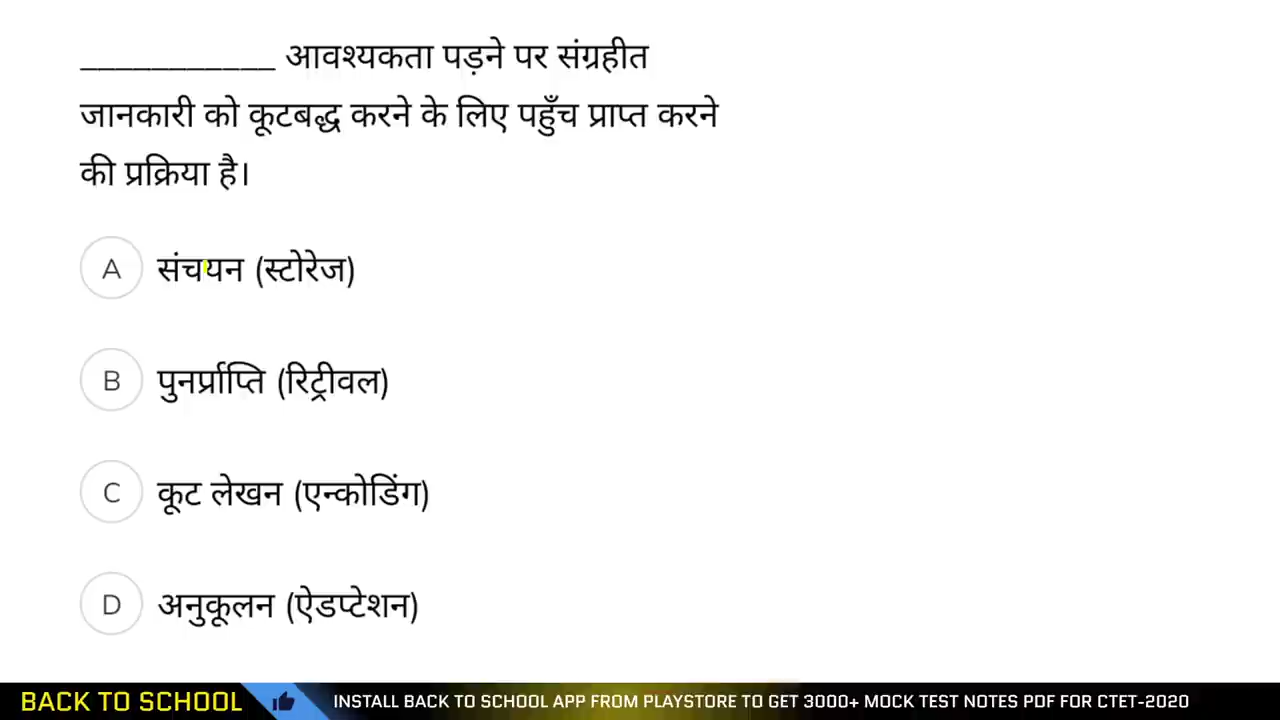 ___________ आवश्यकता पड़ने पर संग्रहीत
जानकारी को कूटबद्ध करने के लिए पहुँच प्राप्त करने
की प्रक्रिया है।
A संचयन (स्टोरेज)
B पुनर्प्राप्ति (रिट्रीवल)
C कूट लेखन (एन्कोडिंग)
D अनुकूलन (ऐडप्टेशन)
BACK TO SCHOOL INSTALL BACK TO SCHOOL APP FROM PLAYSTORE TO GET 3000+ MOCK TEST NOTES PDF FOR CTET-2020